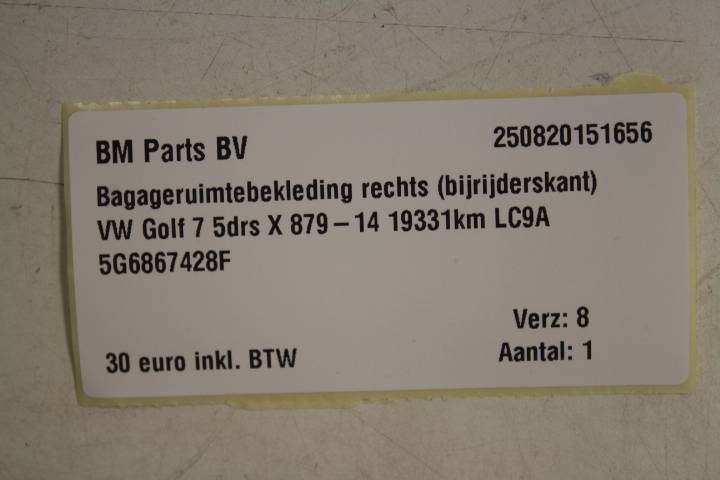 BM Parts BV 250820151656
Bagageruimtebekleding rechts (bijrijderskant)
VW Golf 7 5drs X 879-14 19331km LC9A
5G6867428F
Verz: 8
30 euro inkl. BTW Aantal: 1